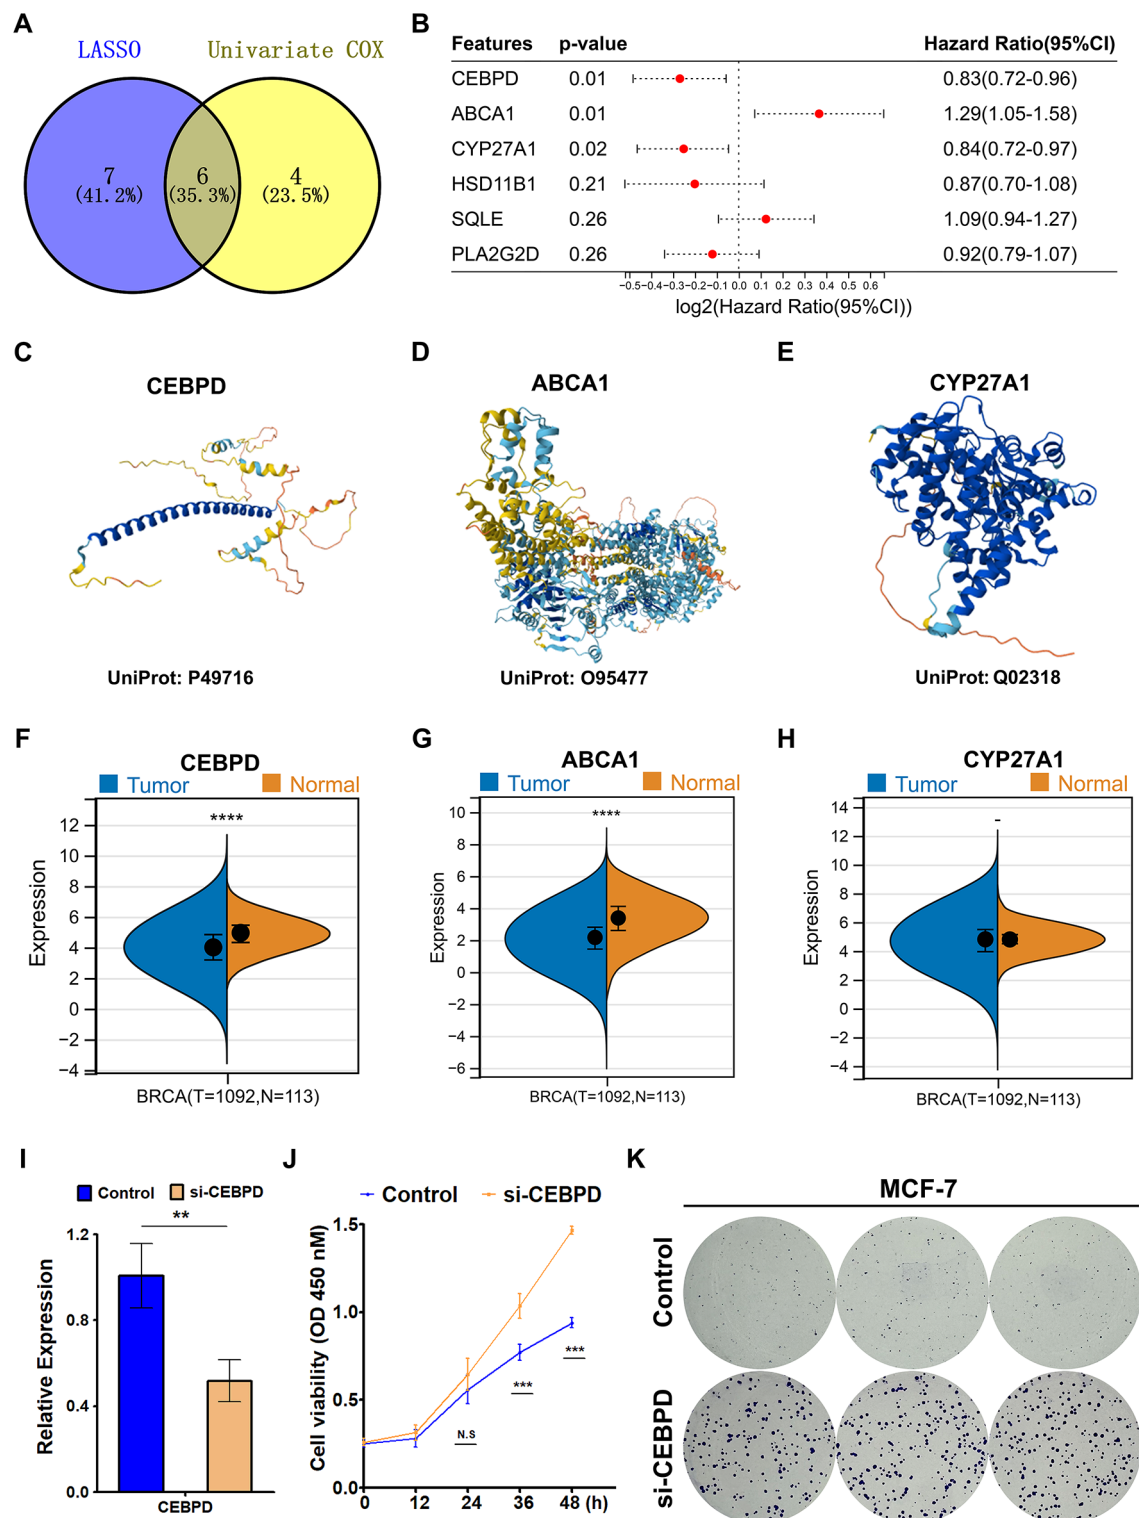 A
LASSO
Univariate COX
7
(41.2%)
6
(35.3%)
4
(23.5%)
B
Features p-value Hazard Ratio(95%CI)
CEBPD 0.01 0.83(0.72-0.96)
ABCA1 0.01 1.29(1.05-1.58)
CYP27A1 0.02 0.84(0.72-0.97)
HSD11B1 0.21 0.87(0.70-1.08)
SQLE 0.26 1.09(0.94-1.27)
PLA2G2D 0.26 0.92(0.79-1.07)
-0.5-0.4-0.3-0.2-0.1 0.0 0.1 0.2 0.3 0.4 0.5 0.6
log2(Hazard Ratio(95%CI))
C
CEBPD
UniProt: P49716
D
ABCA1
UniProt: O95477
E
CYP27A1
UniProt: Q02318
F
CEBPD
Tumor Normal
****
Expression
12
10
8
6
4
2
0
−2
−4
BRCA(T=1092,N=113)
G
ABCA1
Tumor Normal
****
Expression
10
8
6
4
2
0
−2
−4
−6
BRCA(T=1092,N=113)
H
CYP27A1
Tumor Normal
-
Expression
14
12
10
8
6
4
2
0
−2
−4
BRCA(T=1092,N=113)
I
Control si-CEBPD
**
Relative Expression
1.2
0.8
0.4
0.0
CEBPD
J
Control si-CEBPD
Cell viability (OD 450 nM)
1.5
1.0
0.5
0.0
N.S
***
***
0 12 24 36 48 (h)
K
MCF-7
Control
si-CEBPD